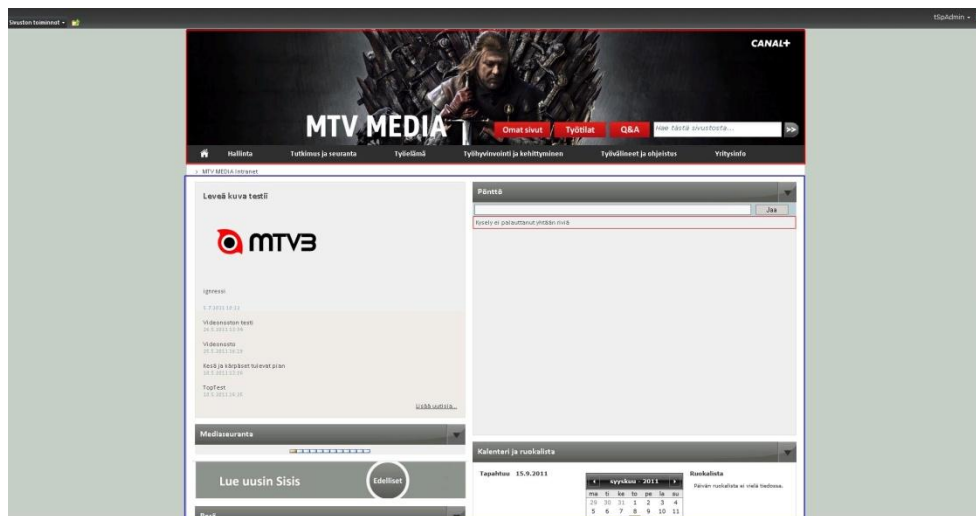 Sivuston toiminnot
tSpAdmin
CANAL+
MTV MEDIA
Omat sivut
Työtilat
Q&A
Hae tästä sivustosta...
Hallinta
Tutkimus ja seuranta
Työelämä
Työhyvinvointi ja kehittyminen
Työvälineet ja ohjeistus
Yritysinfo
MTV MEDIA Intranet
Leveä kuva testii
mTV3
Igneessi
Videonoston testi
Videonosto
Kesä ja kärpäset tulevat pian
TopTest
Lisää uutisia...
Pönttö
Jaa
Kysely ei palauttanut yhtään riviä
Mediaseuranta
Lue uusin Sisis
Edelliset
Kalenteri ja ruokalista
Tapahtuu 15.9.2011
syyskuu 2011
ma ti ke to pe la su
29 30 31 1 2 3 4
5 6 7 8 9 10 11
Ruokalista
Päivän ruokalista ei vielä tiedossa.